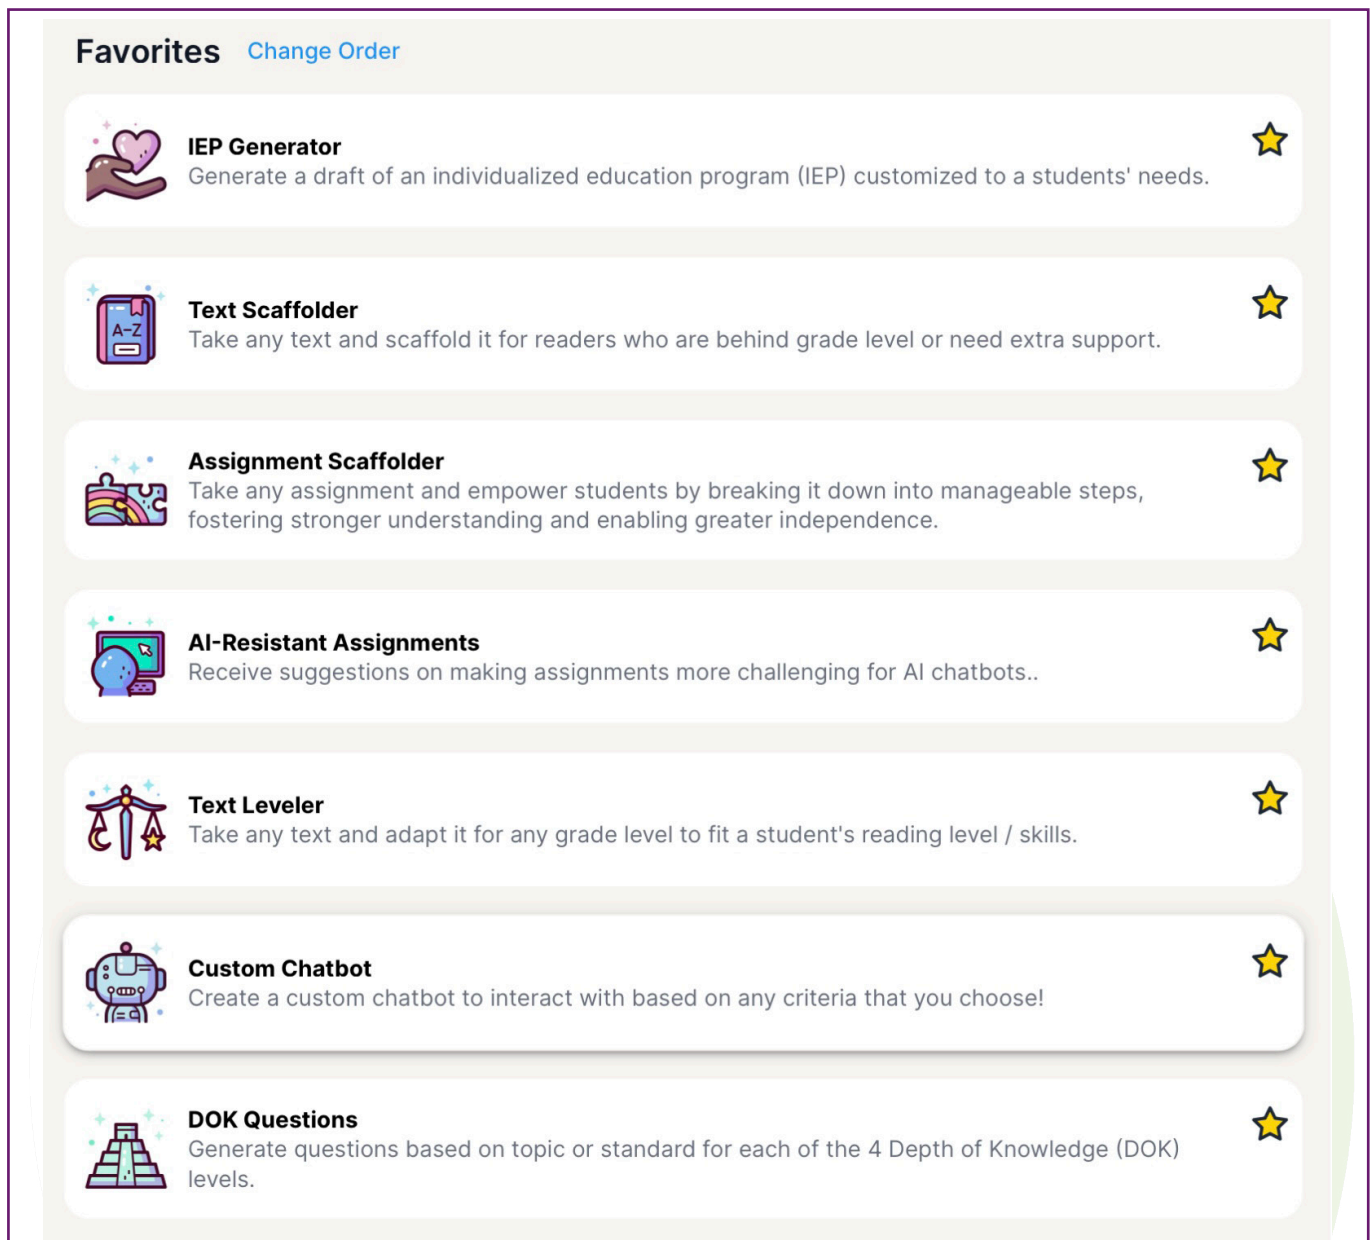 Favorites Change Order
IEP Generator
Generate a draft of an individualized education program (IEP) customized to a students' needs.
A-Z
Text Scaffolder
Take any text and scaffold it for readers who are behind grade level or need extra support.
Assignment Scaffolder
Take any assignment and empower students by breaking it down into manageable steps,
fostering stronger understanding and enabling greater independence.
AI-Resistant Assignments
Receive suggestions on making assignments more challenging for AI chatbots..
Text Leveler
Take any text and adapt it for any grade level to fit a student's reading level / skills.
Custom Chatbot
Create a custom chatbot to interact with based on any criteria that you choose!
DOK Questions
Generate questions based on topic or standard for each of the 4 Depth of Knowledge (DOK)
levels.